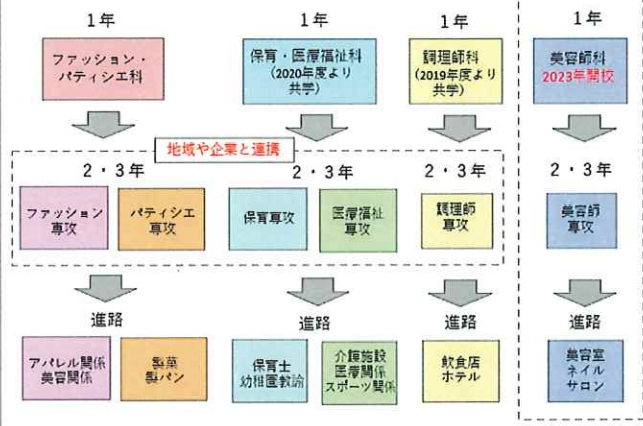 1年
1年
1年
1年
ファッション・
パティシエ科
保育・医療福祉科
(2020年度より
共学)
調理師科
(2019年度より
共学)
美容師科
2023年開校
地域や企業と連携
2・3年
2・3年
2・3年
2・3年
ファッション
専攻
パティシエ
専攻
保育専攻
医療福祉
専攻
調理師
専攻
美容師
専攻
進路
進路
進路
進路
アパレル関係
美容関係
製菓
製パン
保育士
幼稚園教諭
介護施設
医療関係
スポーツ関係
飲食店
ホテル
美容室
ネイル
サロン